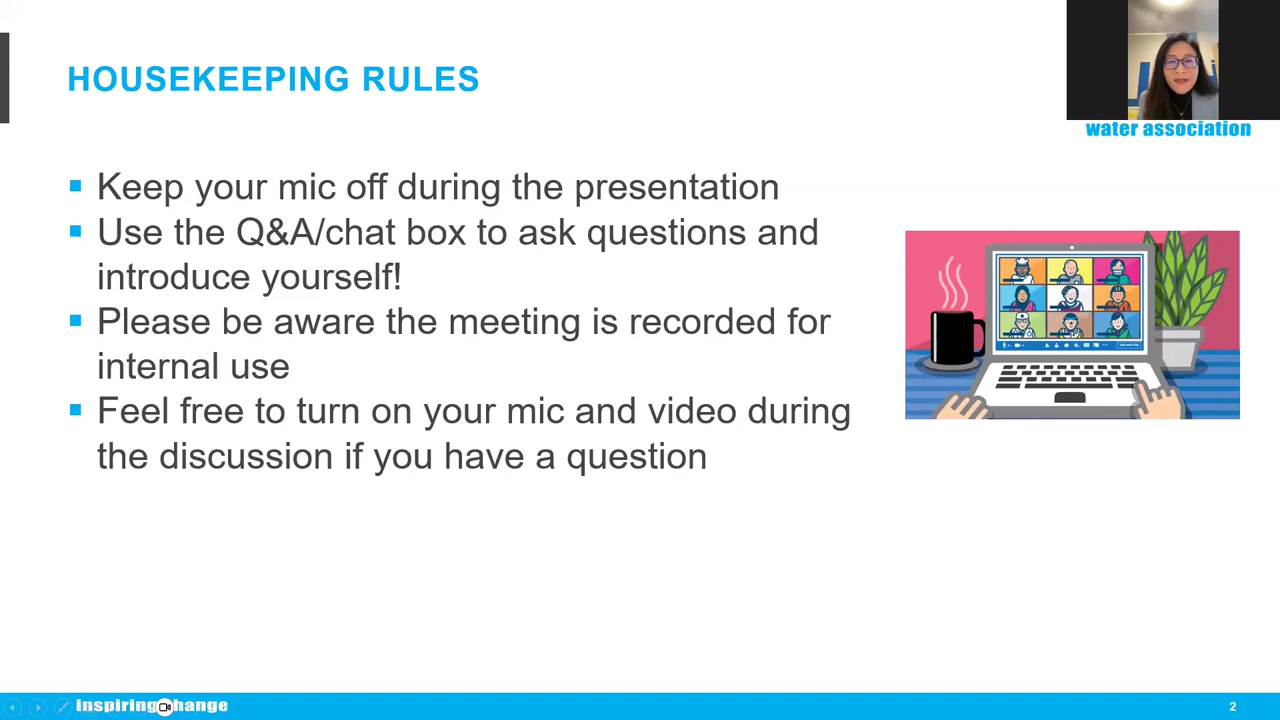 HOUSEKEEPING RULES
water association
Keep your mic off during the presentation
Use the Q&A/chat box to ask questions and
introduce yourself!
Please be aware the meeting is recorded for
internal use
Feel free to turn on your mic and video during
the discussion if you have a question
inspiring hange
2